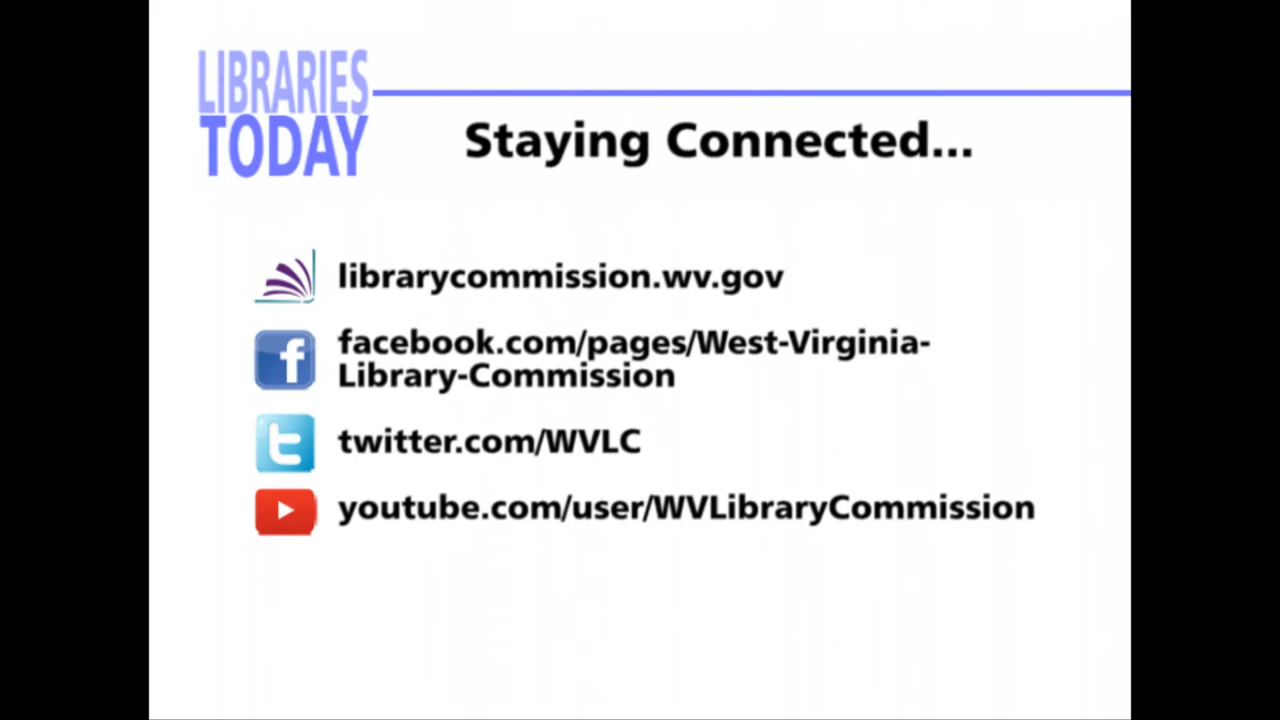 LIBRARIES
TODAY
Staying Connected...
librarycommission.wv.gov
facebook.com/pages/West-Virginia-
Library-Commission
twitter.com/WVLC
youtube.com/user/WVLibraryCommission